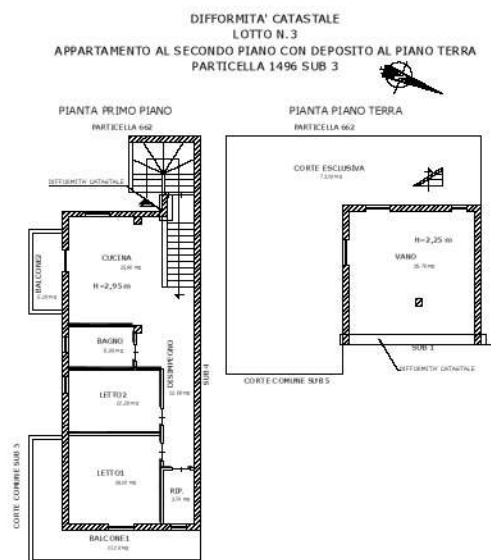 DIFFORMITA' CATASTALE
LOTTO N.3
APPARTAMENTO AL SECONDO PIANO CON DEPOSITO AL PIANO TERRA
PARTICELLA 1496 SUB 3
PIANTA PRIMO PIANO
PARTICELLA 662
DIFFORMITA' CATASTALE
CUCINA
H=2,95 m
BALCONE2
BAGNO
DISIMPEGNO
SUB 4
LETTO2
LETTO1
RIP.
CORTE COMUNE SUB 5
BALCONE1
PIANTA PIANO TERRA
PARTICELLA 662
CORTE ESCLUSIVA
H=2,25 m
VANO
SUB 1
DIFFORMITA' CATASTALE
CORTE COMUNE SUB 5